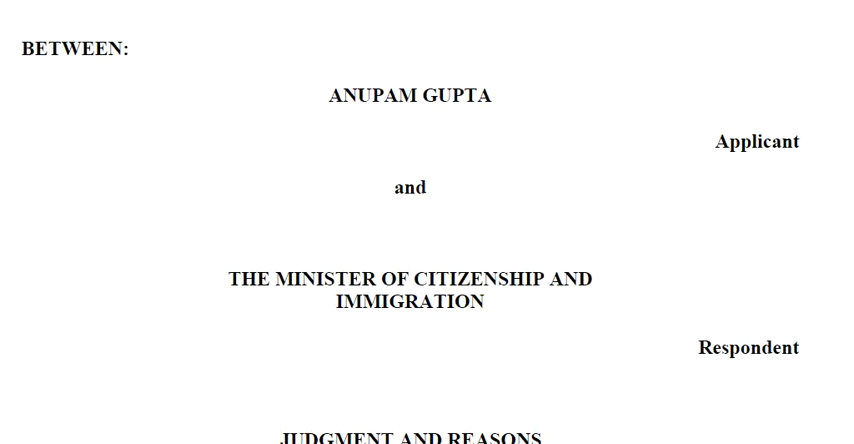 BETWEEN:
ANUPAM GUPTA
Applicant
and
THE MINISTER OF CITIZENSHIP AND
IMMIGRATION
Respondent
JUDGMENT AND REASONS